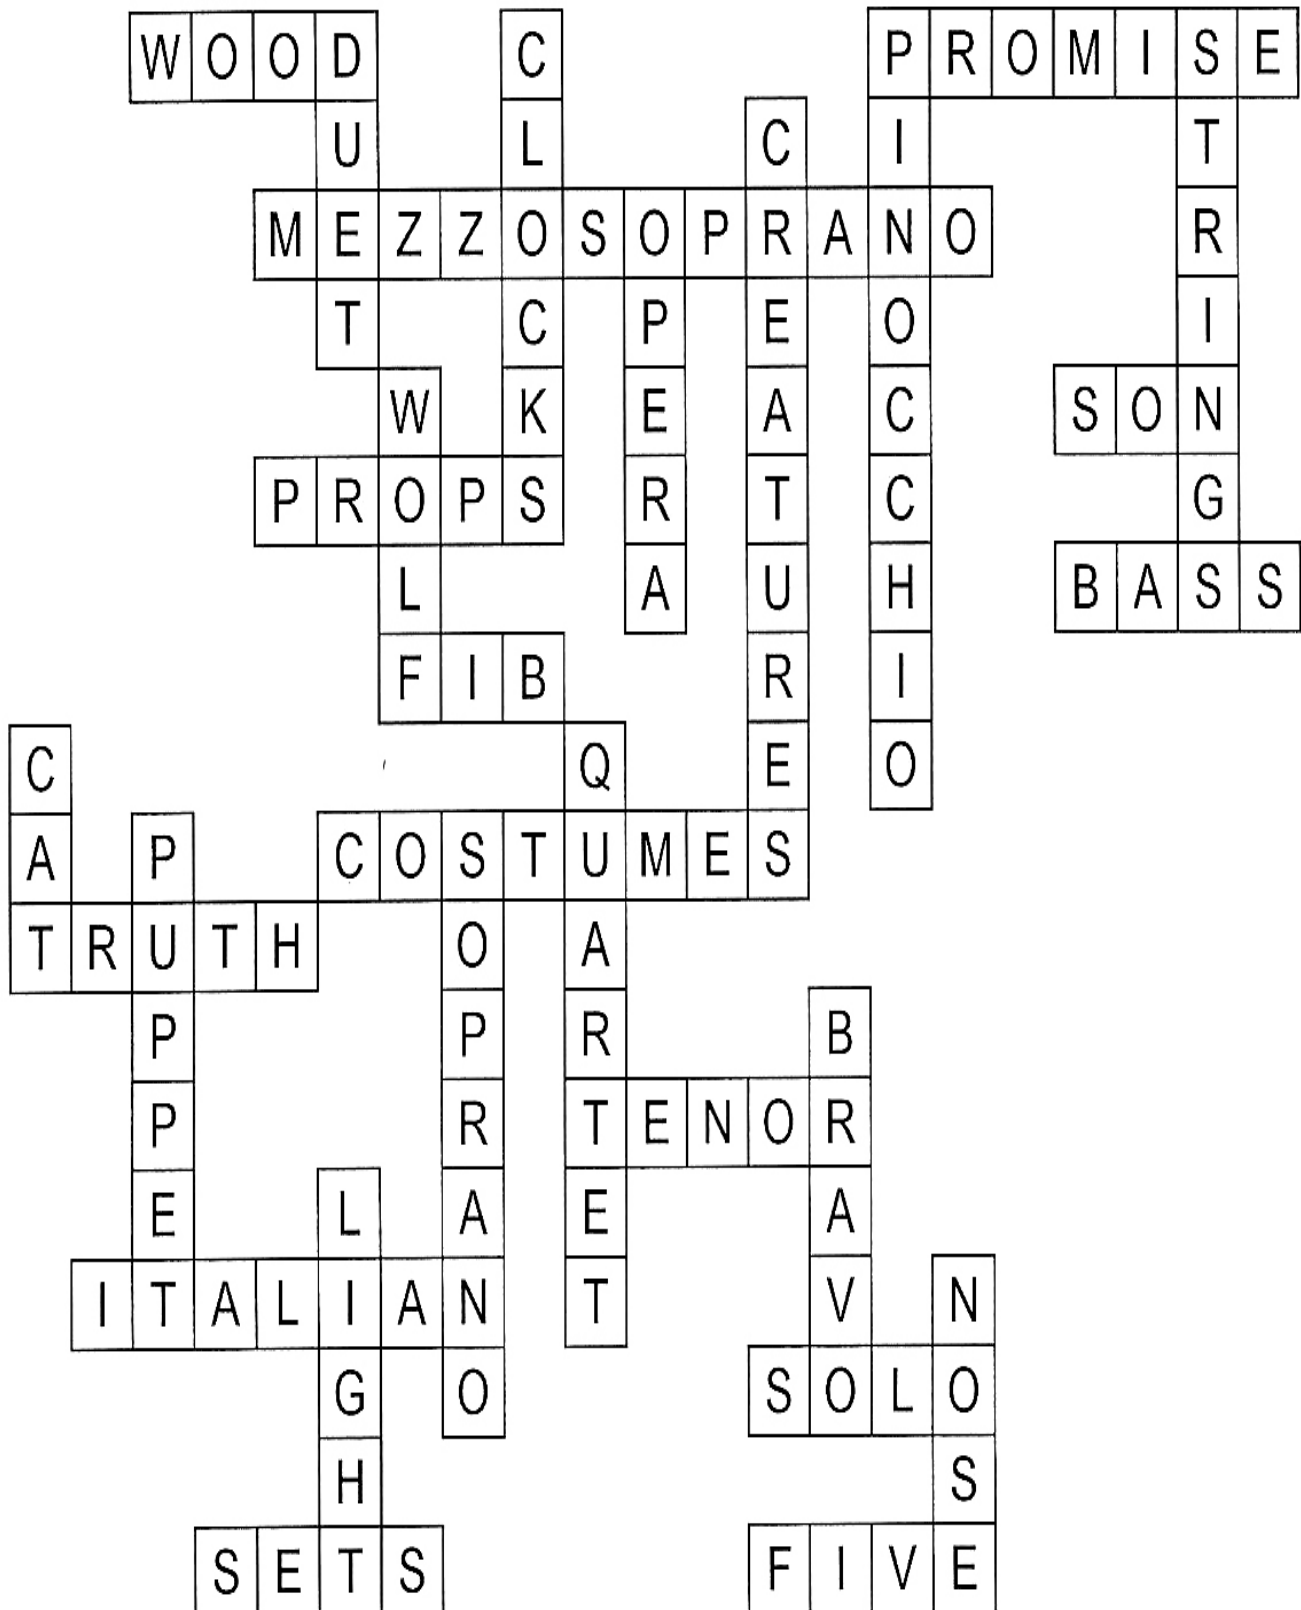 WOOD C PROMISE
U L C I T
MEZZOSOPRANO R
T C P E O I
W K E A C SON
PROPS R T C G
L A U H BASS
FIB R I
C Q E O
A P COSTUMES
TRUTH O A
P P R B
P R TENOR
E L A E A
ITALIAN T V N
G O SOLO
H S
SETS FIVE